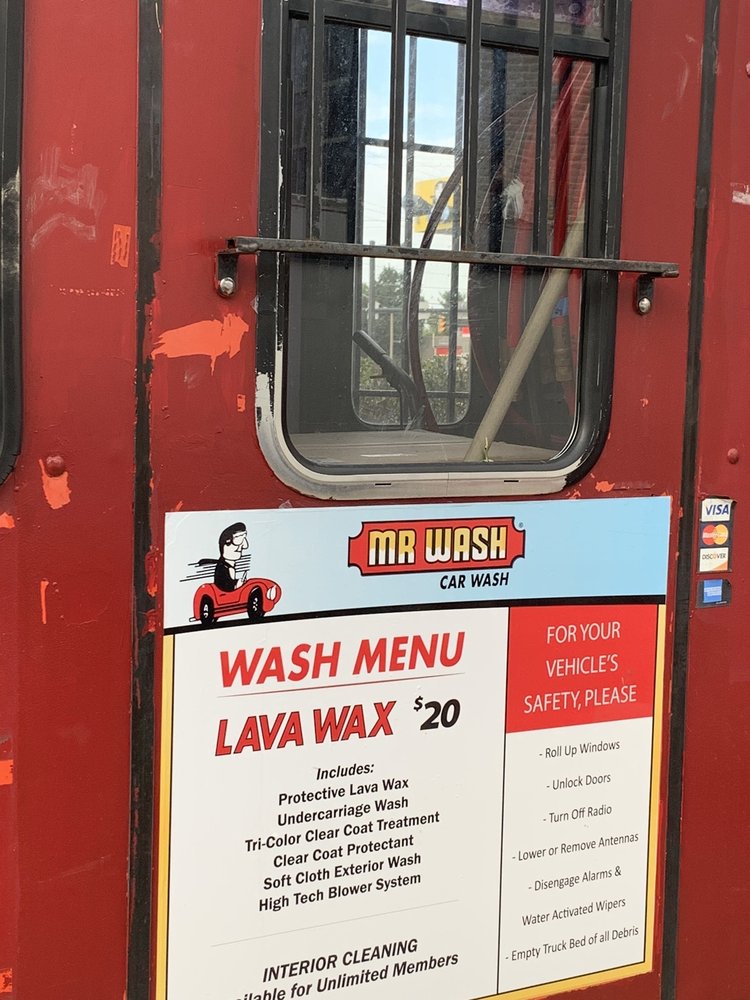 MR WASH
CAR WASH
WASH MENU
LAVA WAX $20
Includes:
Protective Lava Wax
Undercarriage Wash
Tri-Color Clear Coat Treatment
Clear Coat Protectant
Soft Cloth Exterior Wash
High Tech Blower System
INTERIOR CLEANING
for Unlimited Members
FOR YOUR
VEHICLE'S
SAFETY, PLEASE
- Roll Up Windows
- Unlock Doors
- Turn Off Radio
- Lower or Remove Antennas
- Disengage Alarms &
Water Activated Wipers
- Empty Truck Bed of all Debris
VISA
MasterCard
DISCOVER